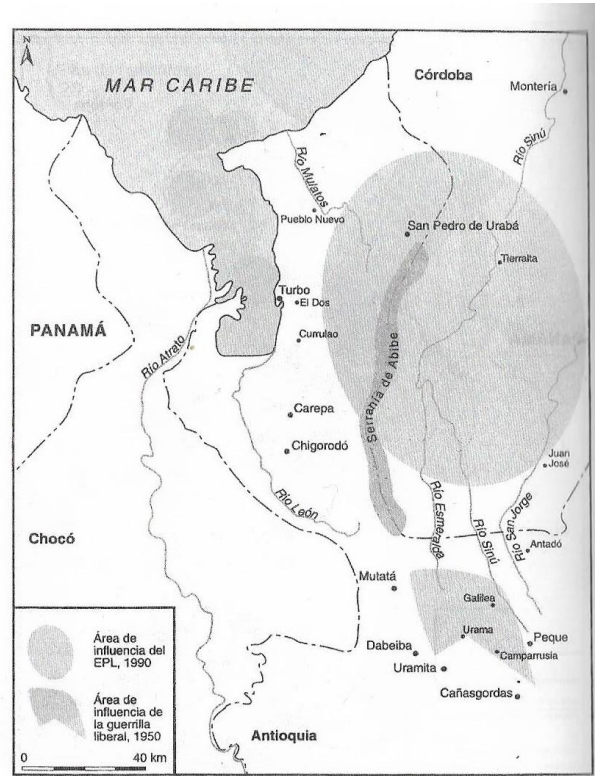 N
MAR CARIBE
Córdoba
Montería
Río Sinú
Río Mulatos
Pueblo Nuevo
San Pedro de Urabá
Tierralta
Turbo
El Dos
PANAMÁ
Currulao
Río Atrato
Serranía de Abibe
Carepa
Chigorodó
Juan
José
Río Esmeralda
Río León
Río Sinú
Río San Jorge
Chocó
Antadó
Mutatá
Galilea
Urama
Peque
Dabeiba
Camparrusia
Uramita
Cañasgordas
Antioquia
Área de
influencia del
EPL, 1990
Área de
influencia de
la guerrilla
liberal, 1950
0 40 km